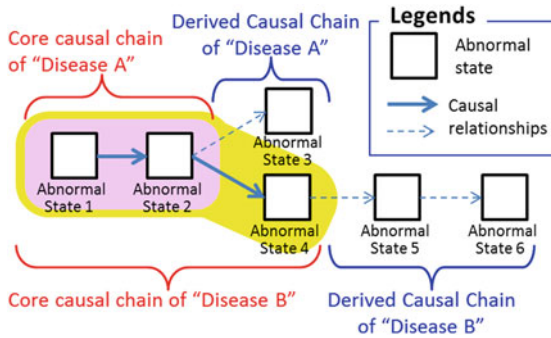 Core causal chain
of “Disease A”
Derived Causal Chain
of “Disease A”
Legends
Abnormal
state
Causal
relationships
Abnormal
State 1
Abnormal
State 2
Abnormal
State 3
Abnormal
State 4
Abnormal
State 5
Abnormal
State 6
Core causal chain of “Disease B”
Derived Causal Chain
of “Disease B”